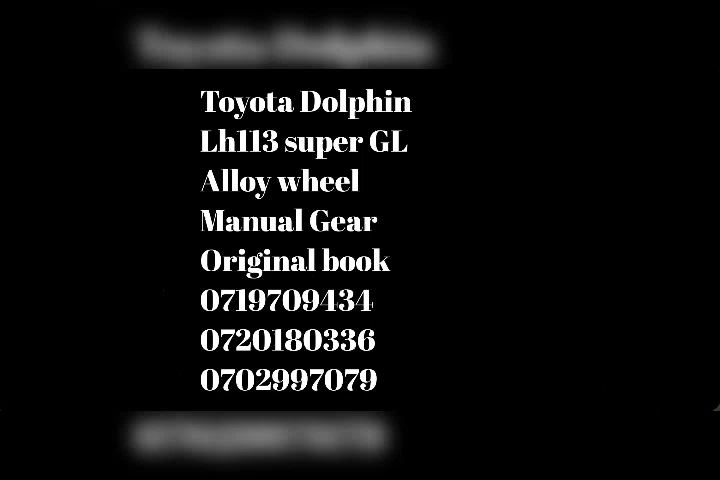 Toyota Dolphin
Lh113 super GL
Alloy wheel
Manual Gear
Original book
0719709434
0720180336
0702997079